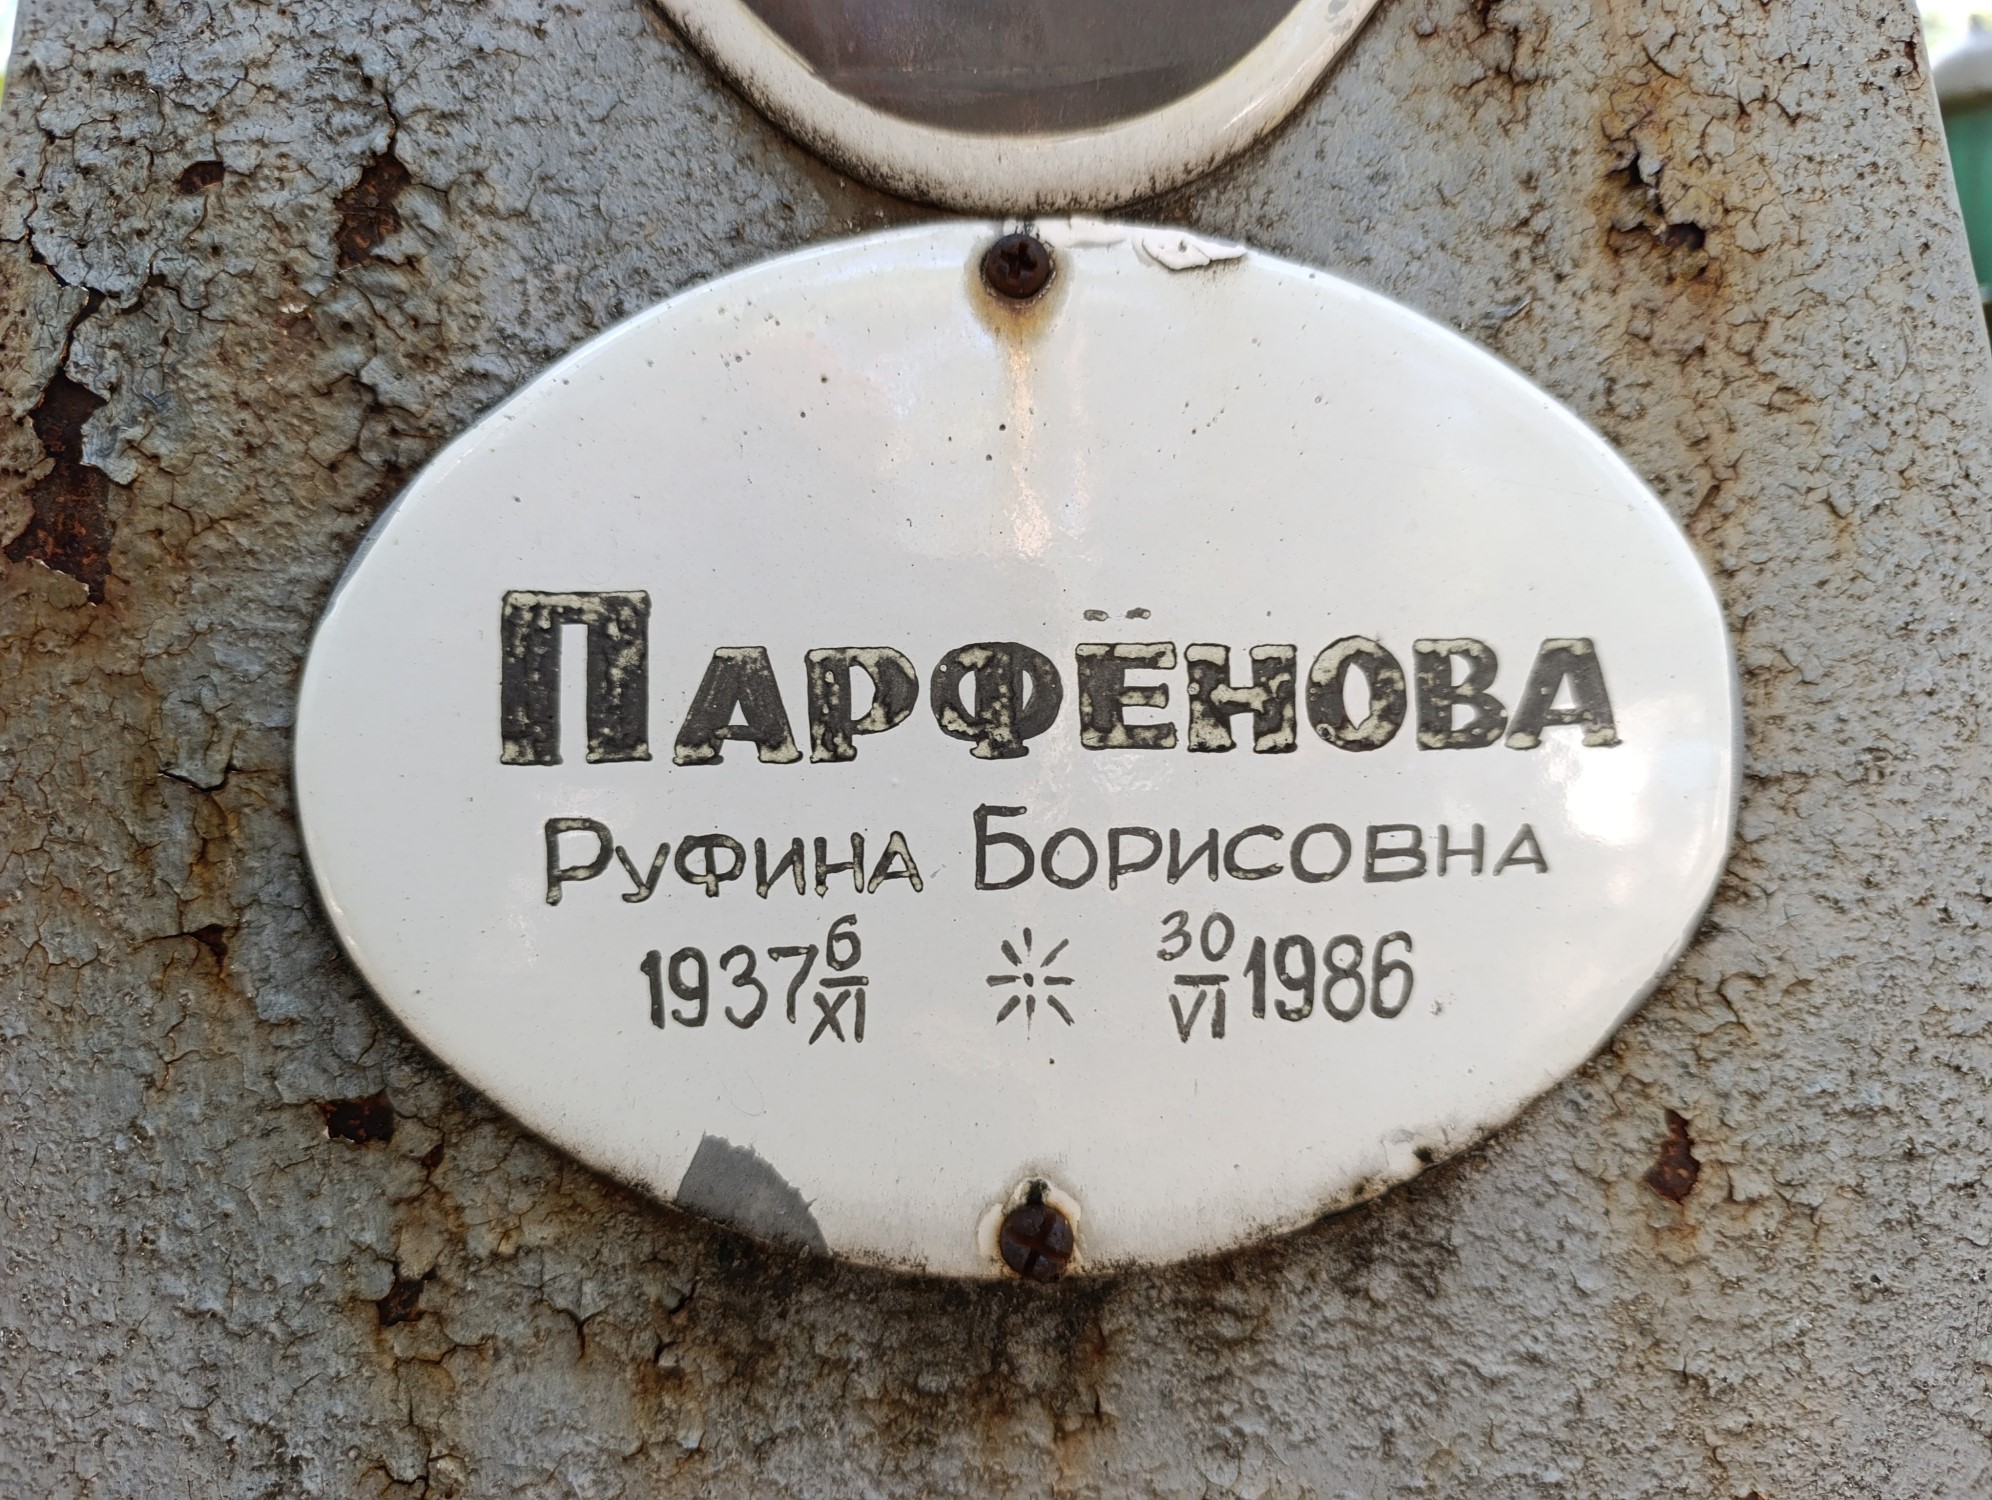 Парфёнова
Руфина Борисовна
1937 6/XI 30/VI 1986